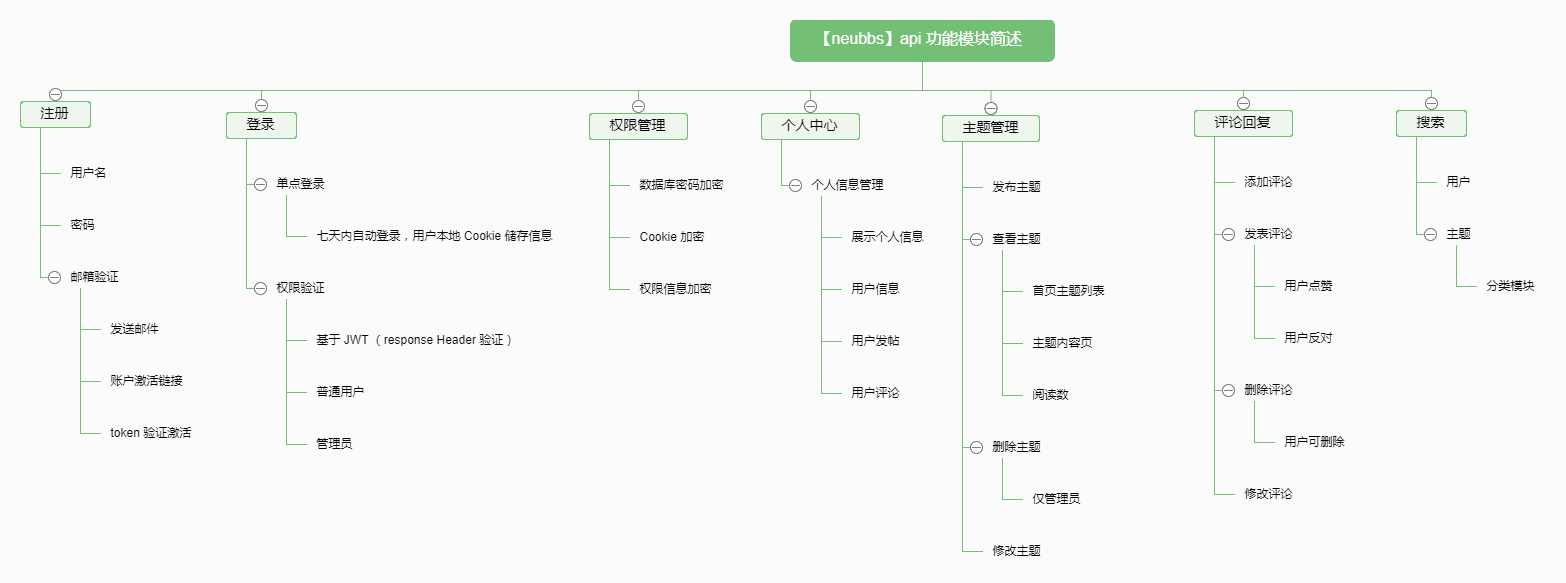 【neubbs】api 功能模块简述
注册
用户名
密码
邮箱验证
发送邮件
账户激活链接
token 验证激活
登录
单点登录
七天内自动登录，用户本地 Cookie 储存信息
权限验证
基于 JWT （response Header 验证）
普通用户
管理员
权限管理
数据库密码加密
Cookie 加密
权限信息加密
个人中心
个人信息管理
展示个人信息
用户信息
用户发帖
用户评论
主题管理
发布主题
查看主题
首页主题列表
主题内容页
阅读数
删除主题
仅管理员
修改主题
评论回复
添加评论
发表评论
用户点赞
用户反对
删除评论
用户可删除
修改评论
搜索
用户
主题
分类模块